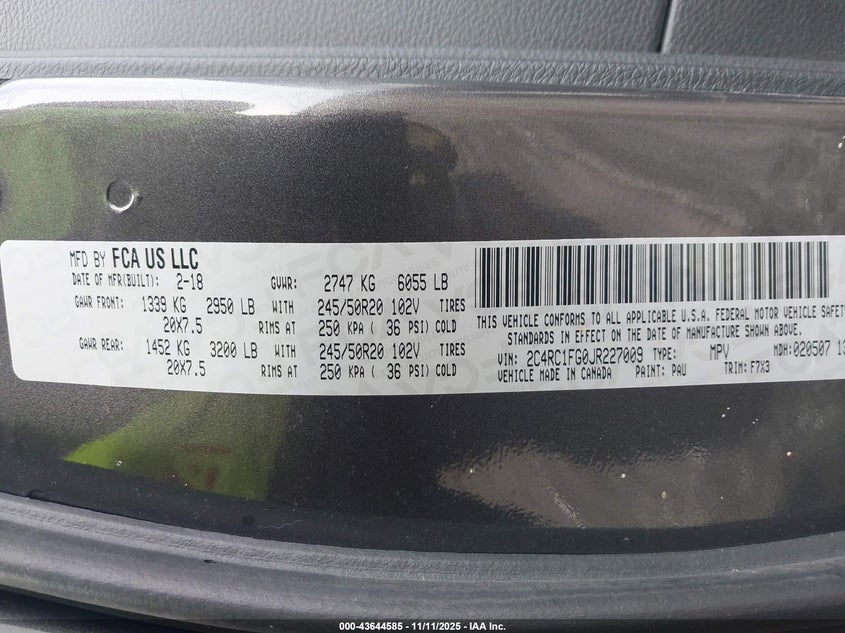 MFD BY FCA US LLC
DATE OF MFR(BUILT): 2-18 GVWR: 2747 KG 6055 LB
GAWR FRONT: 1339 KG 2950 LB WITH 245/50R20 102V TIRES
20X7.5 RIMS AT 250 KPA ( 36 PSI) COLD
GAWR REAR: 1452 KG 3200 LB WITH 245/50R20 102V TIRES
20X7.5 RIMS AT 250 KPA ( 36 PSI) COLD
THIS VEHICLE CONFORMS TO ALL APPLICABLE U.S.A. FEDERAL MOTOR VEHICLE SAFETY
STANDARDS IN EFFECT ON THE DATE OF MANUFACTURE SHOWN ABOVE.
VIN: 2C4RC1FG0JR227009 TYPE: MPV MDH:020507 13
VEHICLE MADE IN CANADA PAINT: PAU TRIM: F7X3
000-43644585 - 11/11/2025 - IAA Inc.